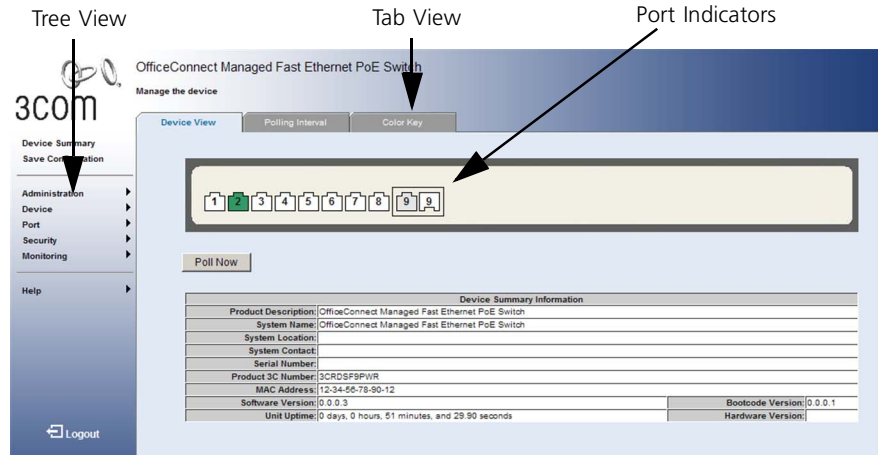 Tree View
Tab View
Port Indicators
3com
OfficeConnect Managed Fast Ethernet PoE Switch
Manage the device
Device View
Polling Interval
Color Key
Device Summary
Save Configuration
Administration
Device
Port
Security
Monitoring
Help
Logout
1 2 3 4 5 6 7 8 9 9
Poll Now
Device Summary Information
Product Description: OfficeConnect Managed Fast Ethernet PoE Switch
System Name: OfficeConnect Managed Fast Ethernet PoE Switch
System Location:
System Contact:
Serial Number:
Product 3C Number: 3CRDSF9PWR
MAC Address: 12-34-56-78-90-12
Software Version: 0.0.0.3 Bootcode Version: 0.0.0.1
Unit Uptime: 0 days, 0 hours, 51 minutes, and 29.90 seconds Hardware Version: